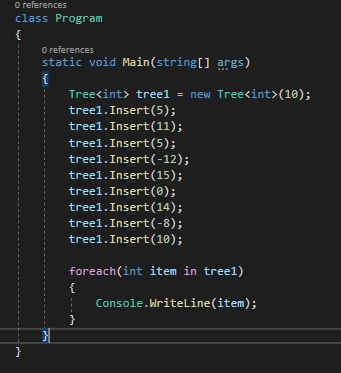 0 references
class Program
{
0 references
static void Main(string[] args)
{
Tree<int> tree1 = new Tree<int>(10);
tree1.Insert(5);
tree1.Insert(11);
tree1.Insert(5);
tree1.Insert(-12);
tree1.Insert(15);
tree1.Insert(0);
tree1.Insert(14);
tree1.Insert(-8);
tree1.Insert(10);
foreach(int item in tree1)
{
Console.WriteLine(item);
}
}
}